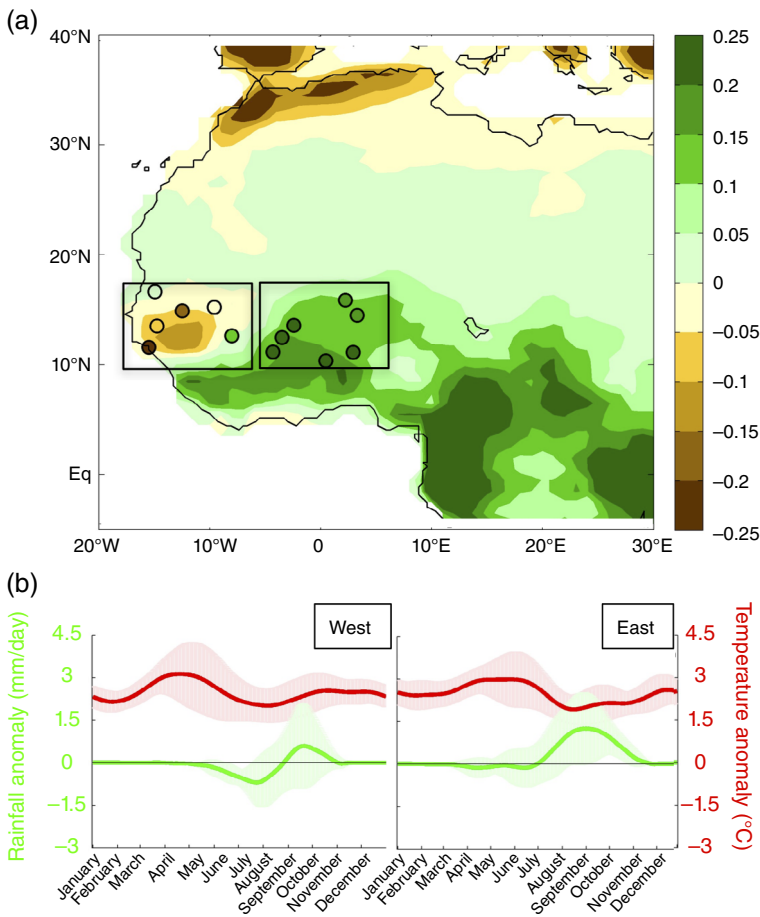 (a)
40°N
30°N
20°N
10°N
Eq
20°W 10°W 0 10°E 20°E 30°E
0.25
0.2
0.15
0.1
0.05
0
−0.05
−0.1
−0.15
−0.2
−0.25
(b)
Rainfall anomaly (mm/day)
4.5
3
1.5
0
−1.5
−3
West
East
4.5
3
1.5
0
−1.5
−3
Temperature anomaly (°C)
January February March April May June July August September October November December
January February March April May June July August September October November December